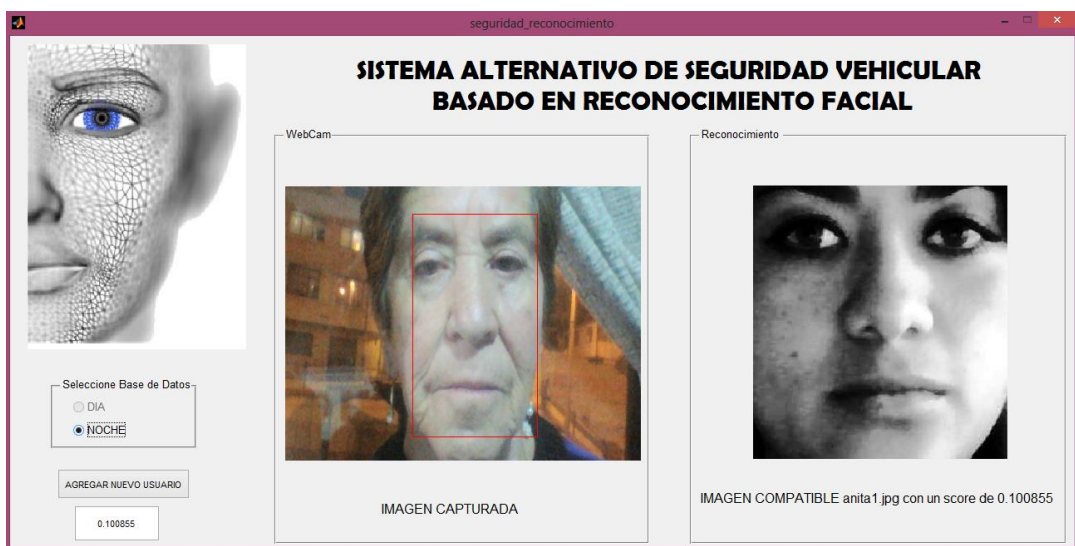 seguridad_reconocimiento
SISTEMA ALTERNATIVO DE SEGURIDAD VEHICULAR
BASADO EN RECONOCIMIENTO FACIAL
WebCam
Reconocimiento
Seleccione Base de Datos
DIA
NOCHE
AGREGAR NUEVO USUARIO
0.100855
IMAGEN CAPTURADA
IMAGEN COMPATIBLE anita1.jpg con un score de 0.100855